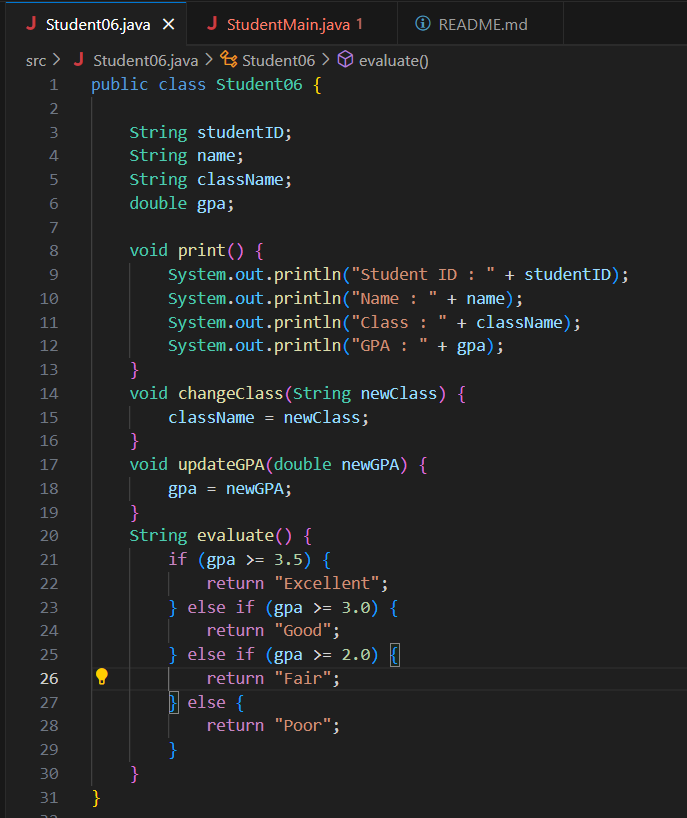 J Student06.java × J StudentMain.java 1 README.md
src > J Student06.java > Student06 > evaluate()
1 public class Student06 {
2
3 String studentID;
4 String name;
5 String className;
6 double gpa;
7
8 void print() {
9 System.out.println("Student ID : " + studentID);
10 System.out.println("Name : " + name);
11 System.out.println("Class : " + className);
12 System.out.println("GPA : " + gpa);
13 }
14 void changeClass(String newClass) {
15 className = newClass;
16 }
17 void updateGPA(double newGPA) {
18 gpa = newGPA;
19 }
20 String evaluate() {
21 if (gpa >= 3.5) {
22 return "Excellent";
23 } else if (gpa >= 3.0) {
24 return "Good";
25 } else if (gpa >= 2.0) {
26 return "Fair";
27 } else {
28 return "Poor";
29 }
30 }
31 }